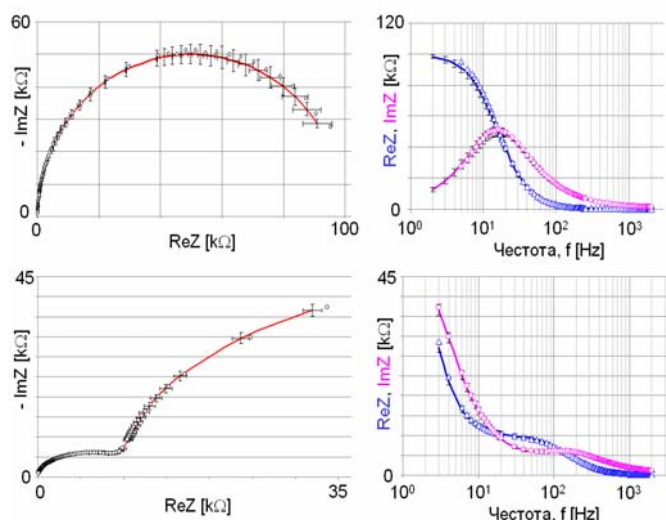 60
- ImZ [kΩ]
0
0
ReZ [kΩ]
100
120
ReZ, ImZ [kΩ]
0
10⁰
10¹
10²
10³
Честота, f [Hz]
45
- ImZ [kΩ]
0
0
ReZ [kΩ]
35
45
ReZ, ImZ [kΩ]
0
10⁰
10¹
10²
10³
Честота, f [Hz]